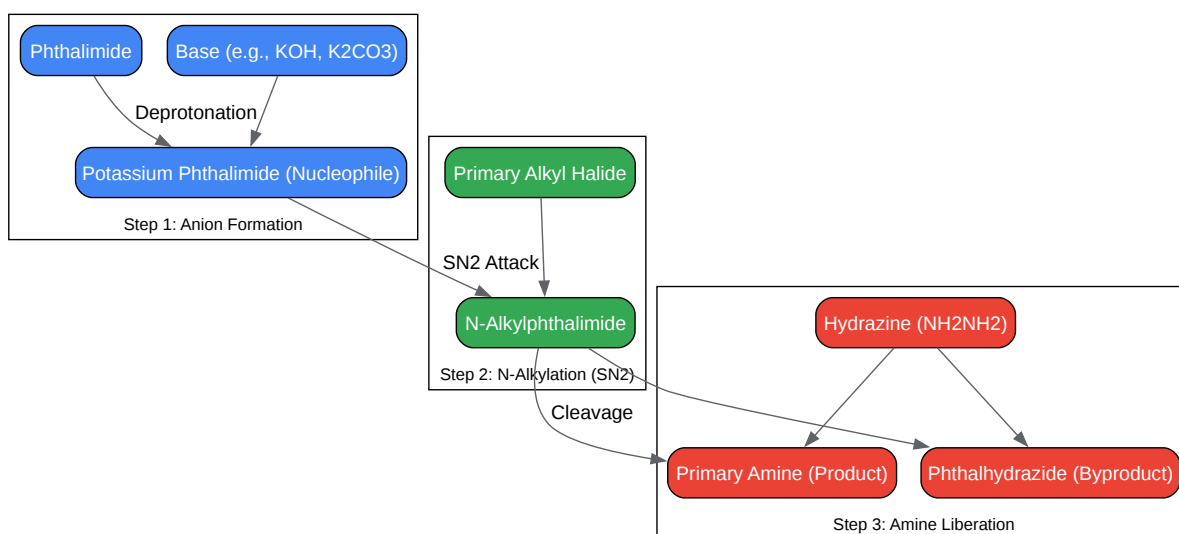 Phthalimide
Base (e.g., KOH, K2CO3)
Deprotonation
Potassium Phthalimide (Nucleophile)
Step 1: Anion Formation
Primary Alkyl Halide
SN2 Attack
N-Alkylphthalimide
Step 2: N-Alkylation (SN2)
Hydrazine (NH2NH2)
Cleavage
Primary Amine (Product)
Phthalhydrazide (Byproduct)
Step 3: Amine Liberation